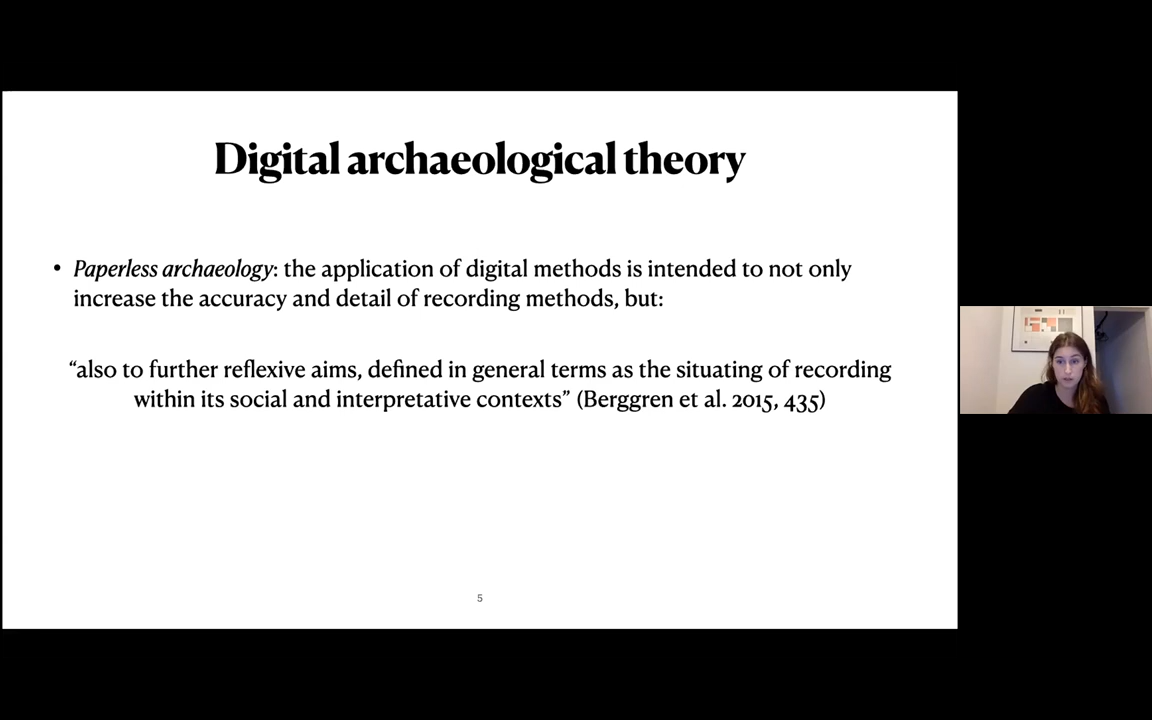 Digital archaeological theory
• Paperless archaeology: the application of digital methods is intended to not only
increase the accuracy and detail of recording methods, but:
“also to further reflexive aims, defined in general terms as the situating of recording
within its social and interpretative contexts” (Berggren et al. 2015, 435)
5